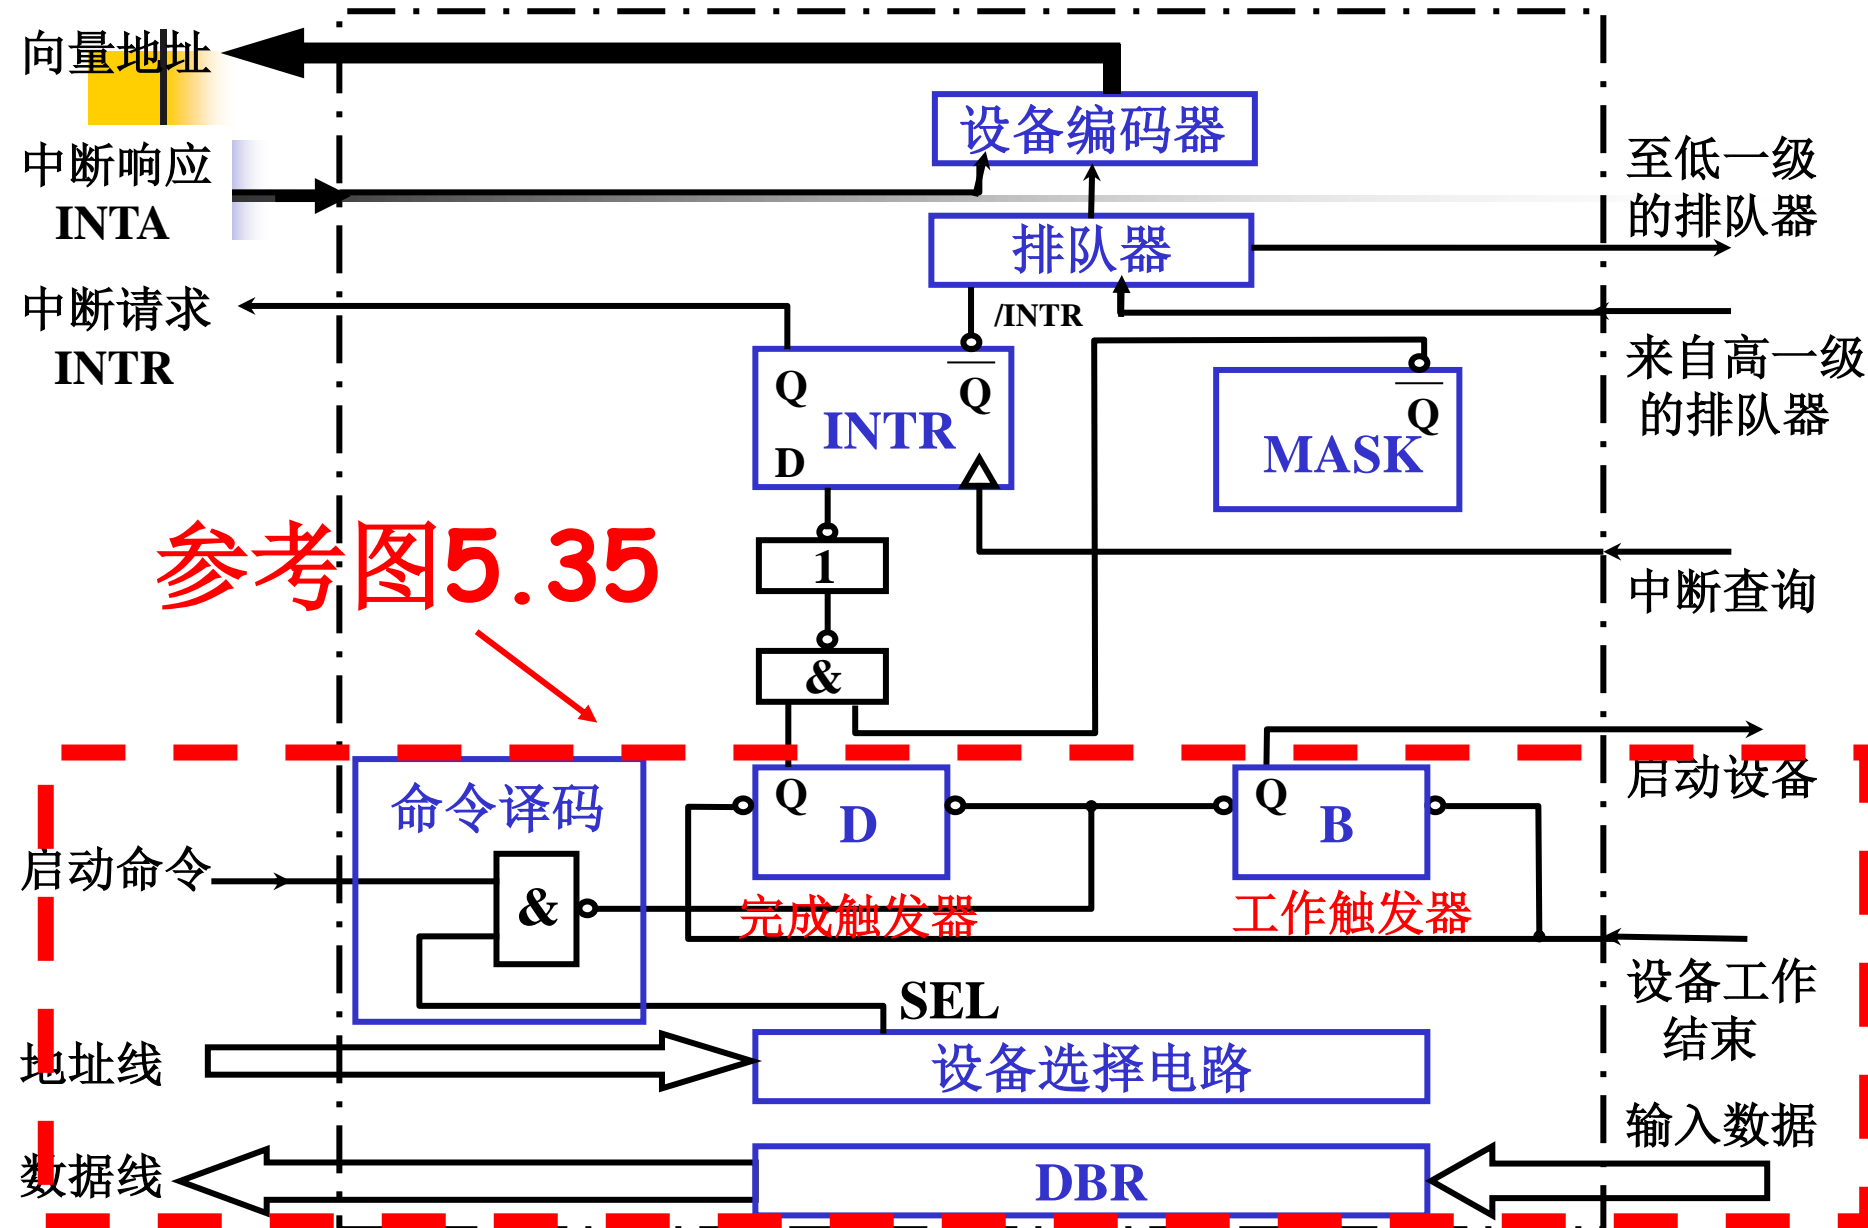 向量地址
设备编码器
中断响应
INTA
至低一级
的排队器
排队器
中断请求
INTR
/INTR
来自高一级
的排队器
Q
Q
INTR
D
Q
MASK
参考图5.35
1
中断查询
&
启动设备
命令译码
Q
D
Q
B
启动命令
&
完成触发器
工作触发器
设备工作
结束
SEL
地址线
设备选择电路
输入数据
数据线
DBR